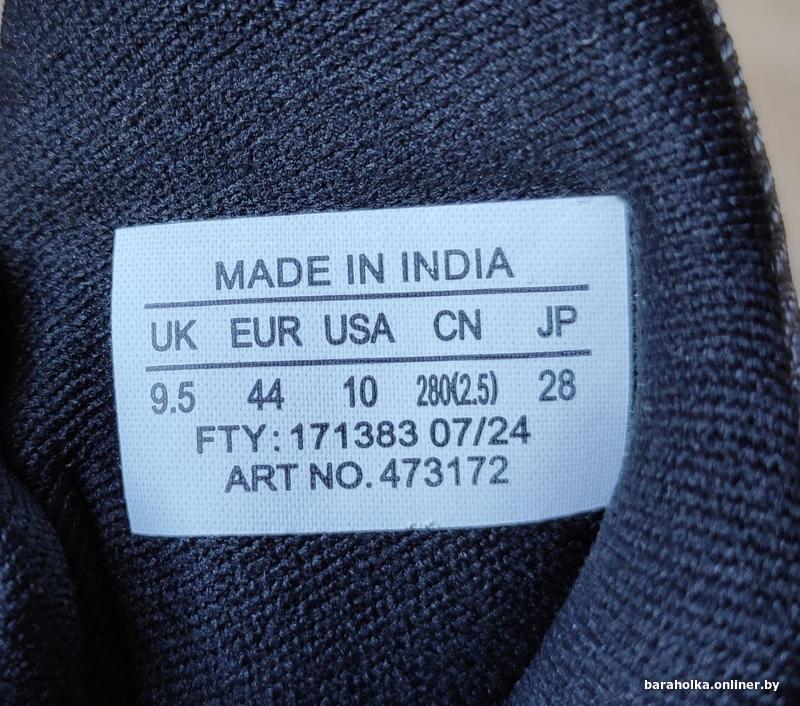 MADE IN INDIA
UK EUR USA CN JP
9.5 44 10 280(2.5) 28
FTY: 171383 07/24
ART NO. 473172
baraholka.onliner.by